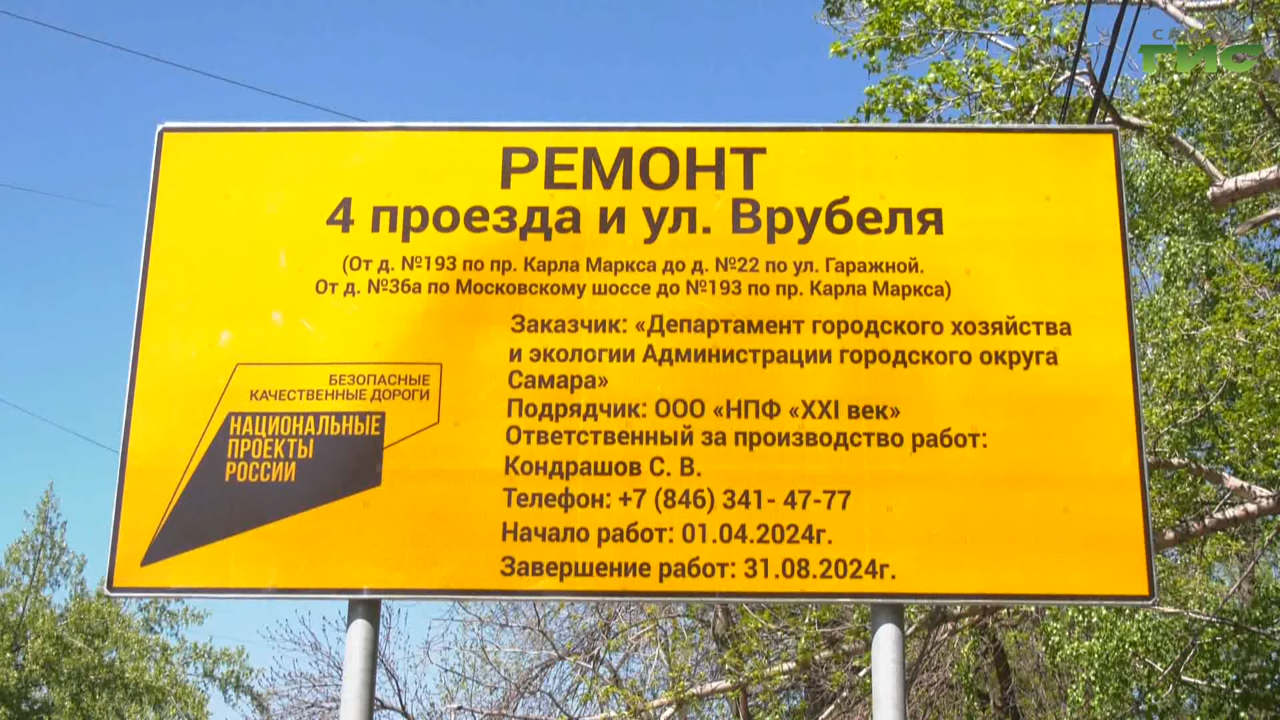 САМАРА
ГИС
РЕМОНТ
4 проезда и ул. Врубеля
(От д. №193 по пр. Карла Маркса до д. №22 по ул. Гаражной.
От д. №36а по Московскому шоссе до №193 по пр. Карла Маркса)
Заказчик: «Департамент городского хозяйства
и экологии Администрации городского округа
Самара»
Подрядчик: ООО «НПФ «XXI век»
Ответственный за производство работ:
Кондрашов С. В.
Телефон: +7 (846) 341- 47-77
Начало работ: 01.04.2024г.
Завершение работ: 31.08.2024г.
БЕЗОПАСНЫЕ
КАЧЕСТВЕННЫЕ ДОРОГИ
НАЦИОНАЛЬНЫЕ
ПРОЕКТЫ
РОССИИ